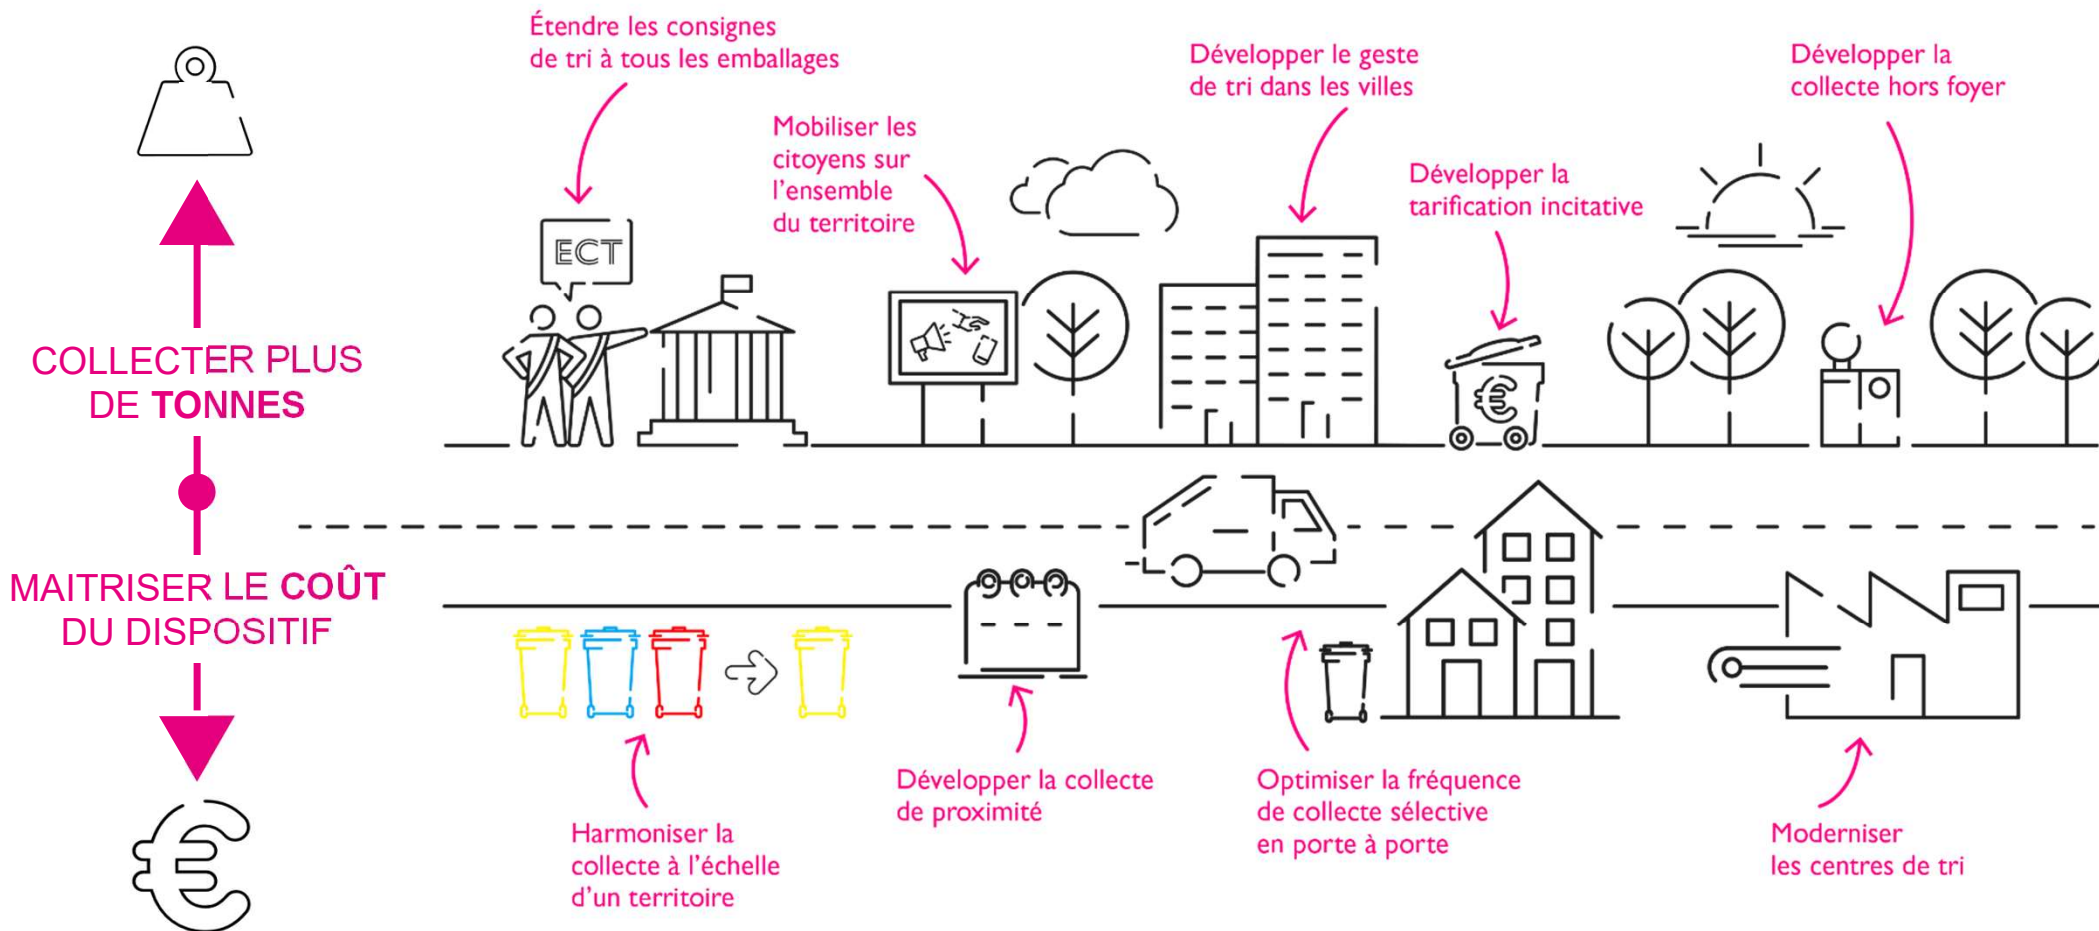 Étendre les consignes
de tri à tous les emballages
Mobiliser les
citoyens sur
l'ensemble
du territoire
Développer le geste
de tri dans les villes
Développer la
tarification incitative
Développer la
collecte hors foyer
ECT
€
COLLECTER PLUS
DE TONNES
MAITRISER LE COÛT
DU DISPOSITIF
€
Harmoniser la
collecte à l'échelle
d'un territoire
Développer la collecte
de proximité
Optimiser la fréquence
de collecte sélective
en porte à porte
Moderniser
les centres de tri